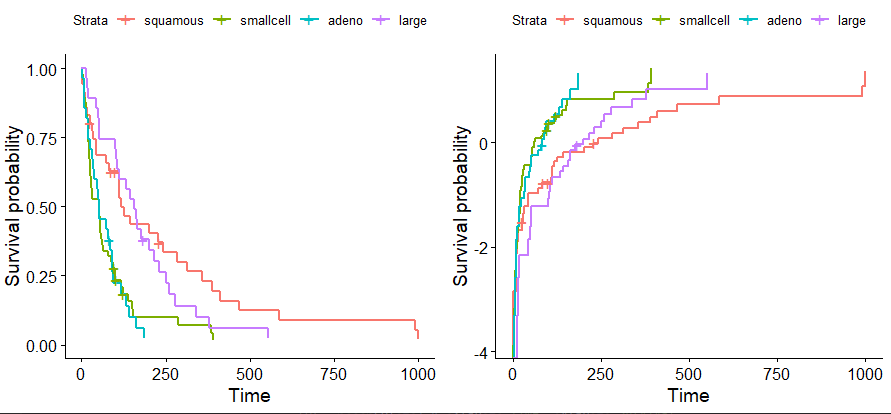 Strata squamous smallcell adeno large
Strata squamous smallcell adeno large
1.00
0.75
0.50
0.25
0.00
Survival probability
0 250 500 750 1000
Time
0
-2
-4
Survival probability
0 250 500 750 1000
Time